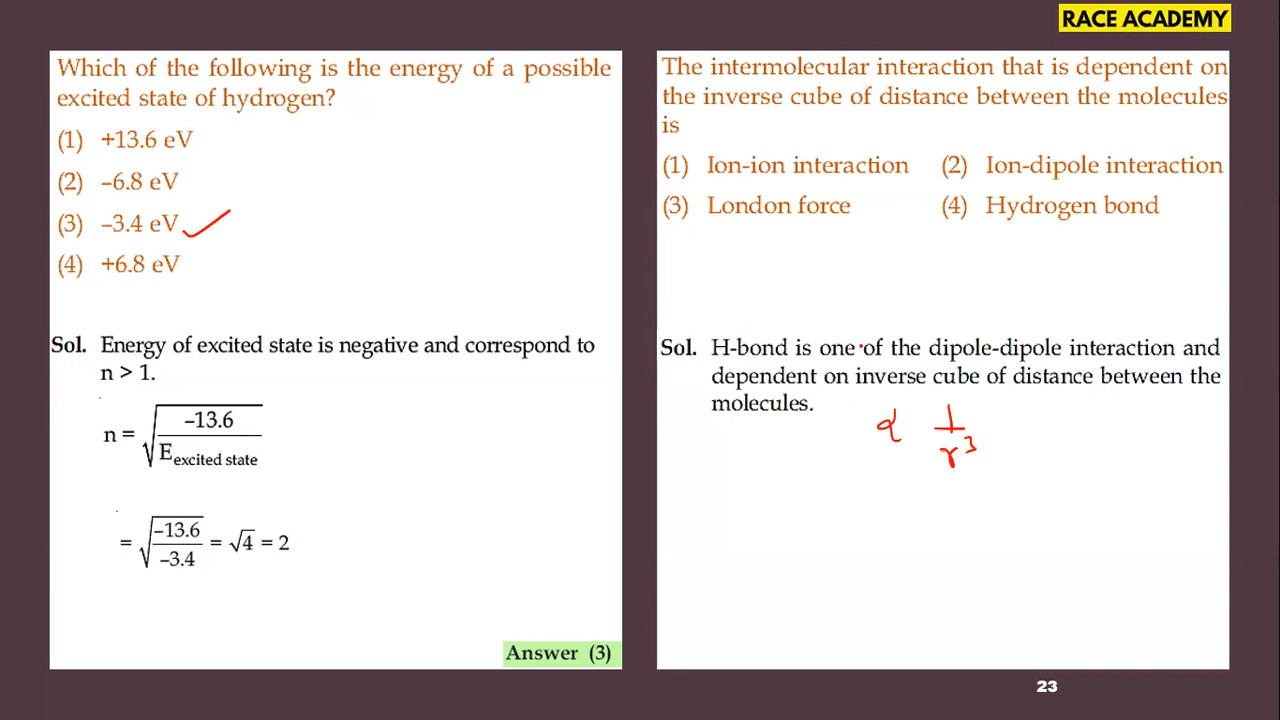 RACE ACADEMY
Which of the following is the energy of a possible
excited state of hydrogen?
(1) +13.6 eV
(2) –6.8 eV
(3) –3.4 eV
(4) +6.8 eV
Sol. Energy of excited state is negative and correspond to
n > 1.
n = √(–13.6 / E excited state)
= √(–13.6 / –3.4) = √4 = 2
Answer (3)
The intermolecular interaction that is dependent on
the inverse cube of distance between the molecules
is
(1) Ion-ion interaction (2) Ion-dipole interaction
(3) London force (4) Hydrogen bond
Sol. H-bond is one of the dipole-dipole interaction and
dependent on inverse cube of distance between the
molecules.
α 1/r³
23